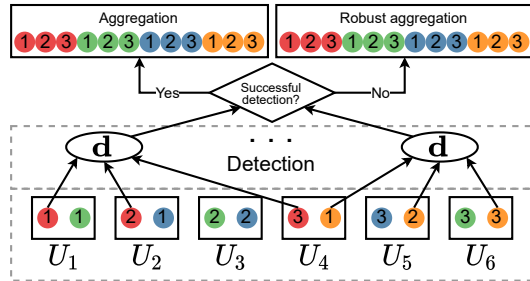 Aggregation
1 2 3 1 2 3 1 2 3 1 2 3
Robust aggregation
1 2 3 1 2 3 1 2 3 1 2 3
Successful
detection?
Yes
No
d
. . .
d
Detection
1 1
2 1
2 2
3 1
3 2
3 3
U1
U2
U3
U4
U5
U6